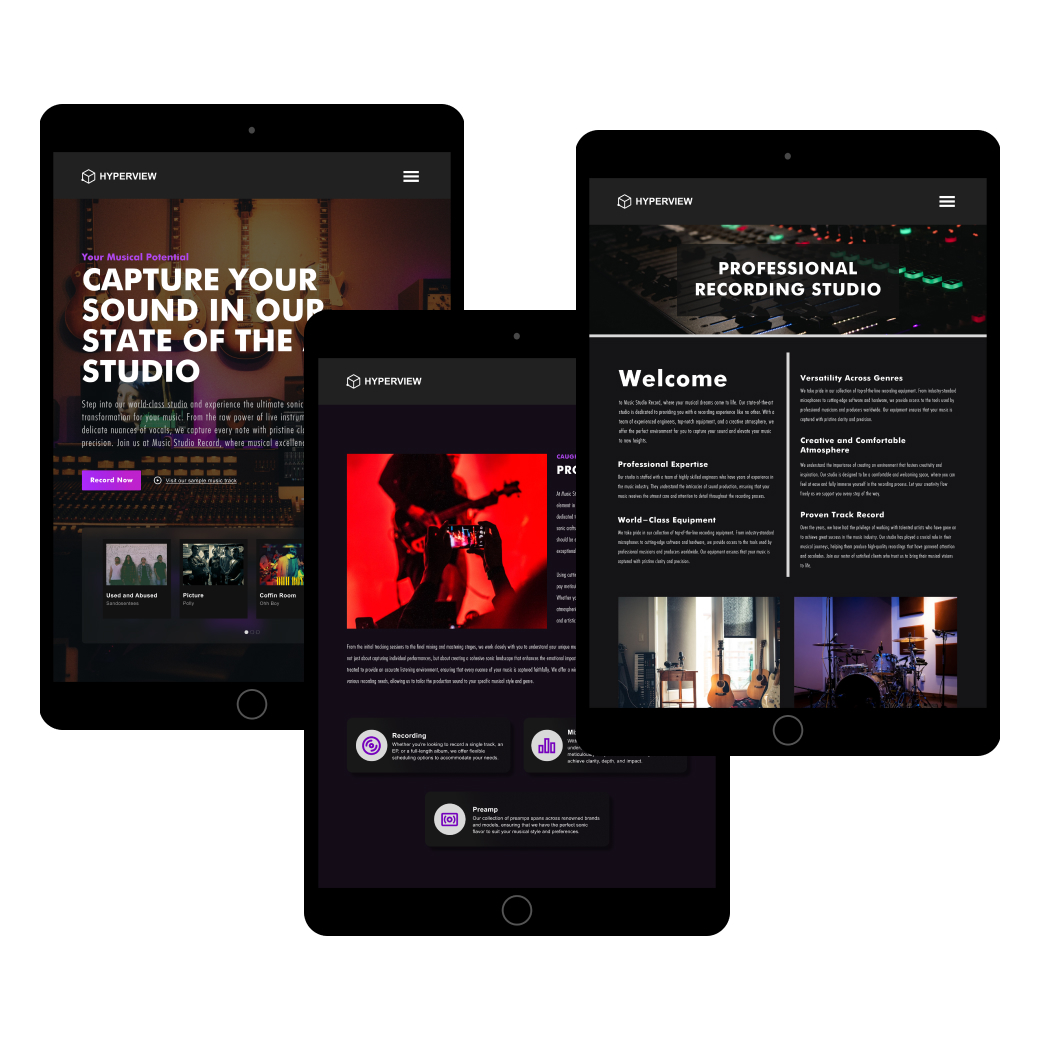 HYPERVIEW
Your Musical Potential
CAPTURE YOUR
SOUND IN OUR
STATE OF THE
STUDIO
Step into our world-class studio and experience the ultimate sonic
transformation for your music. From the raw power of live
delicate nuances of vocals, we capture every note with pristine
precision. Join us at Music Studio Record, where musical
Record Now
Visit our sample music track
Used and Abused
Sandosenlees
Picture
Polly
Coffin Room
Ohh Boy
HYPERVIEW
At Music
element is
dedicated
should be
Using
pay
and
From the initial tracking sessions to the final mixing and mastering stages, we work closely with you to understand your unique
not just about capturing individual performances, but about creating a cohesive sonic landscape that enhances the emotional
treated to provide an accurate listening environment, ensuring that every nuance of your music is captured faithfully. We offer a
various recording needs, allowing us to tailor the production sound to your specific musical style and genre.
Recording
Whether you're looking to record a single track, an
EP, or a full-length album, we offer flexible
scheduling options to accommodate your needs.
achieve clarity, depth, and impact.
Preamp
Our collection of preamps spans across renowned brands
and models, ensuring that we have the perfect sonic
flavor to suit your musical style and preferences.
HYPERVIEW
PROFESSIONAL
RECORDING STUDIO
Welcome
to Music Studio Record, where your musical dreams come to life. Our state-of-the-art
studio is dedicated to providing you with a recording experience like no other. With a
team of experienced engineers, top-notch equipment, and a creative atmosphere, we
offer the perfect environment for you to capture your sound and elevate your music
to new heights.
Professional Expertise
Our studio is staffed with a team of highly skilled engineers who have years of experience in
the music industry. They understand the intricacies of sound production, ensuring that your
music receives the utmost care and attention to detail throughout the recording process.
World-Class Equipment
We take pride in our collection of top-of-the-line recording equipment. From industry-standard
microphones to cutting-edge software and hardware, we provide access to the tools used by
professional musicians and producers worldwide. Our equipment ensures that your music is
captured with pristine clarity and precision.
Versatility Across Genres
We take pride in our collection of top-of-the-line recording equipment. From industry-standard
microphones to cutting-edge software and hardware, we provide access to the tools used by
professional musicians and producers worldwide. Our equipment ensures that your music is
captured with pristine clarity and precision.
Creative and Comfortable
Atmosphere
We understand the importance of creating an environment that fosters creativity and
inspiration. Our studio is designed to be a comfortable and welcoming space, where you can
feel at ease and fully immerse yourself in the recording process. Let your creativity flow
freely as we support you every step of the way.
Proven Track Record
Over the years, we have had the privilege of working with talented artists who have gone on
to achieve great success in the music industry. Our studio has played a crucial role in their
musical journeys, helping them produce high-quality recordings that have garnered attention
and accolades. Join our roster of satisfied clients who trust us to bring their musical visions
to life.